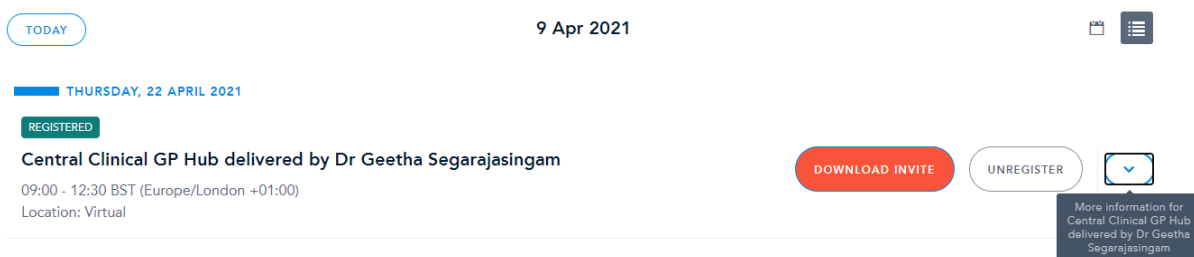 TODAY
9 Apr 2021
THURSDAY, 22 APRIL 2021
REGISTERED
Central Clinical GP Hub delivered by Dr Geetha Segarajasingam
09:00 - 12:30 BST (Europe/London +01:00)
Location: Virtual
DOWNLOAD INVITE
UNREGISTER
More information for
Central Clinical GP Hub
delivered by Dr Geetha
Segarajasingam